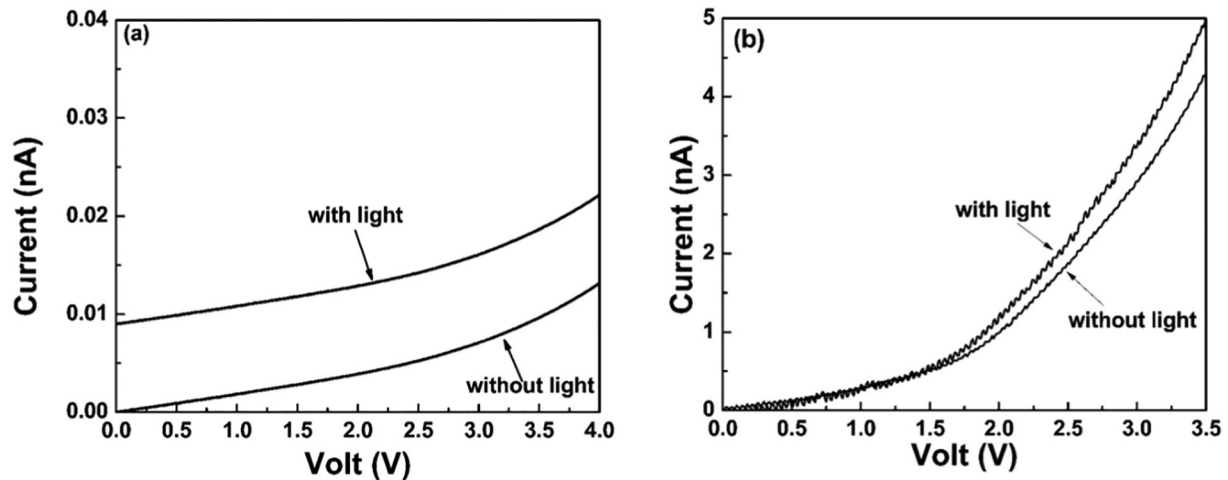 (a)
0.04
0.03
0.02
0.01
0.00
Current (nA)
with light
without light
0.0 0.5 1.0 1.5 2.0 2.5 3.0 3.5 4.0
Volt (V)
(b)
5
4
3
2
1
0
Current (nA)
with light
without light
0.0 0.5 1.0 1.5 2.0 2.5 3.0 3.5
Volt (V)